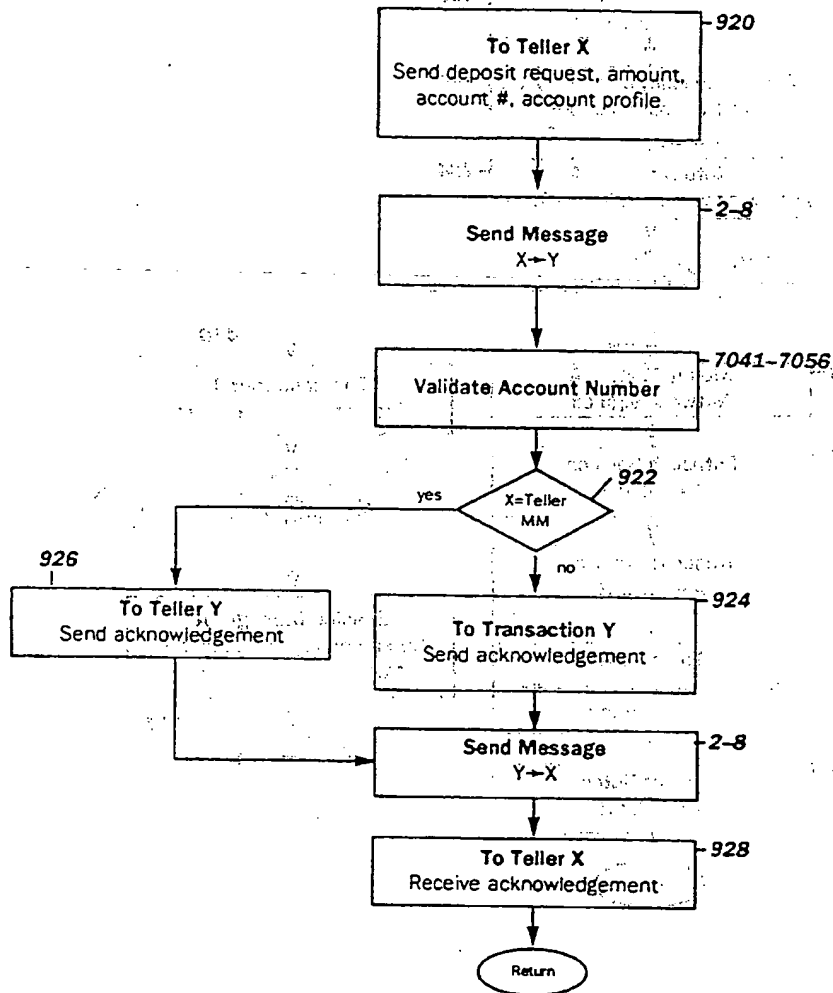 920
To Teller X
Send deposit request, amount,
account #, account profile
2-8
Send Message
X→Y
7041-7056
Validate Account Number
922
X=Teller
MM
yes
no
926
To Teller Y
Send acknowledgement
924
To Transaction Y
Send acknowledgement
2-8
Send Message
Y→X
928
To Teller X
Receive acknowledgement
Return